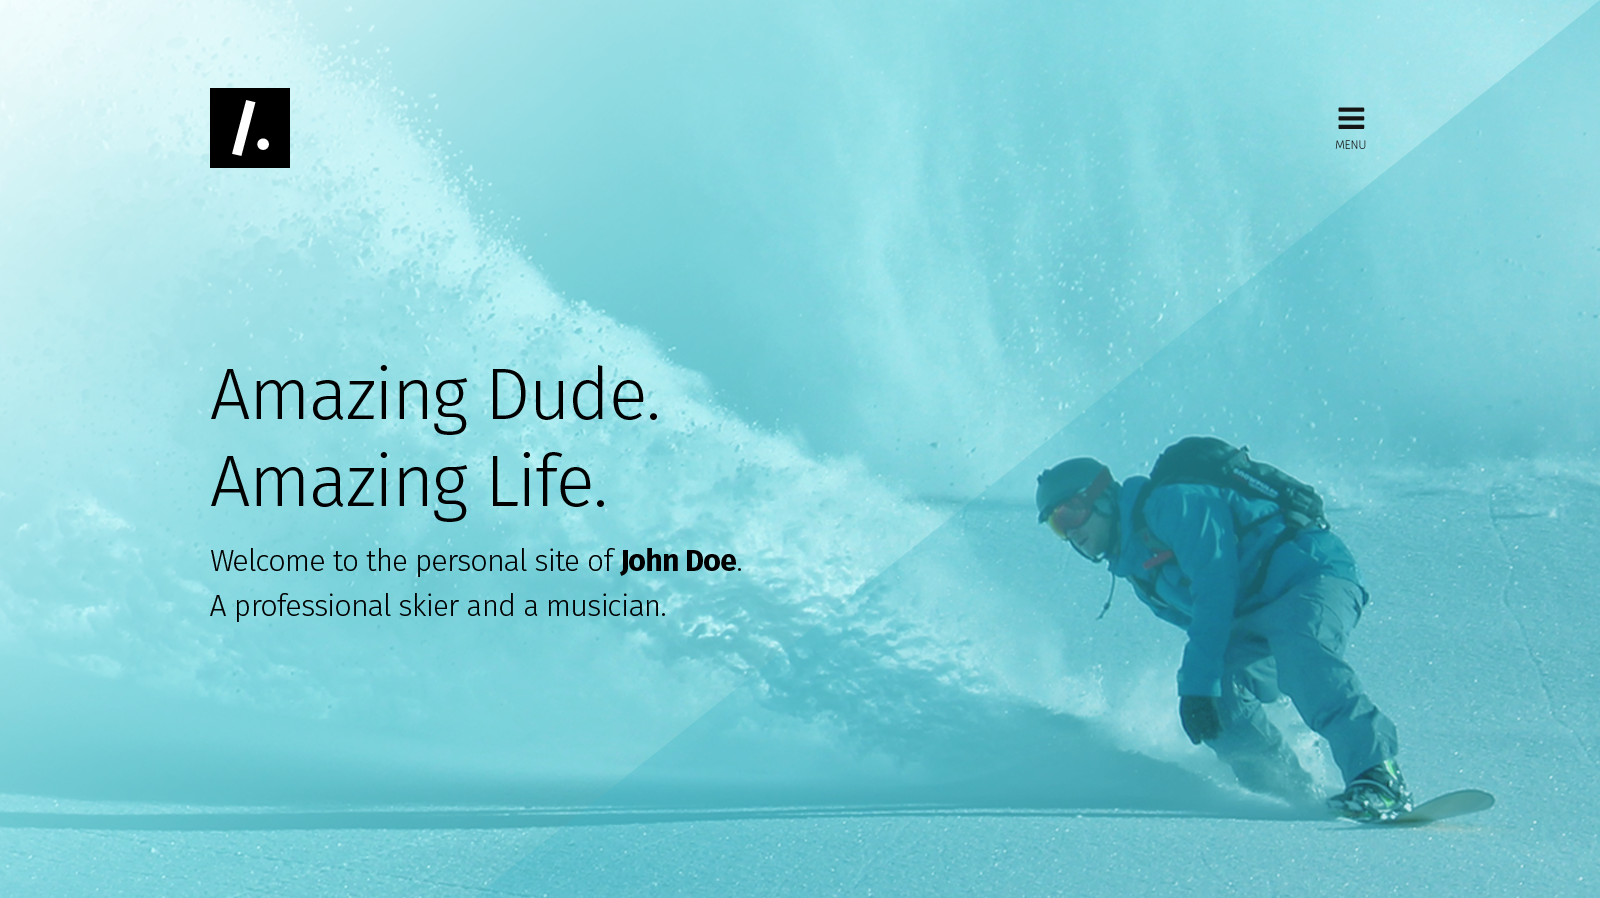 /.
MENU
Amazing Dude.
Amazing Life.
Welcome to the personal site of John Doe.
A professional skier and a musician.